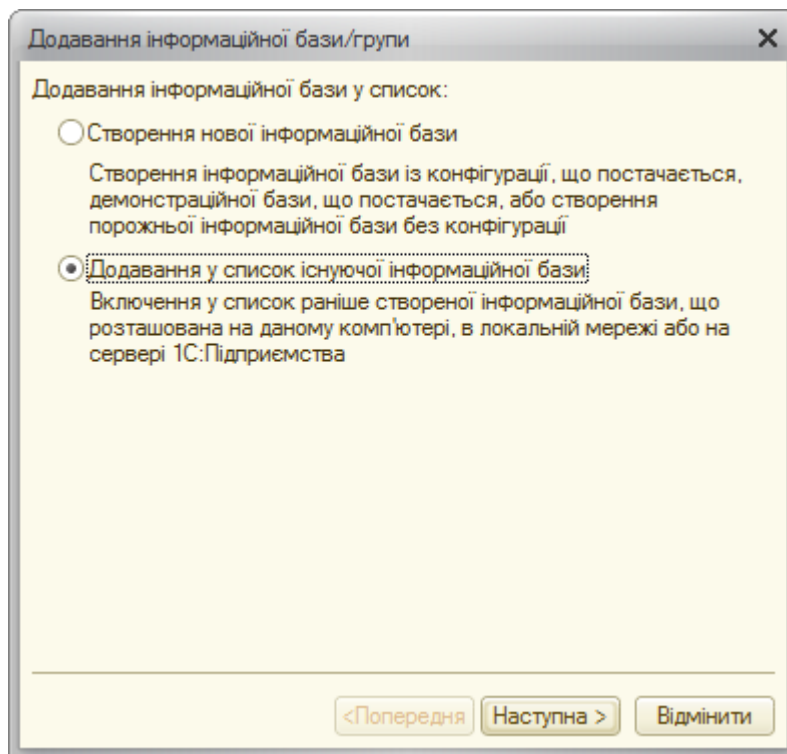 Додавання інформаційної бази/групи
Додавання інформаційної бази у список:
Створення нової інформаційної бази
Створення інформаційної бази із конфігурації, що постачається,
демонстраційної бази, що постачається, або створення
порожньої інформаційної бази без конфігурації
Додавання у список існуючої інформаційної бази
Включення у список раніше створеної інформаційної бази, що
розташована на даному комп'ютері, в локальній мережі або на
сервері 1С:Підприємства
<Попередня Наступна > Відмінити